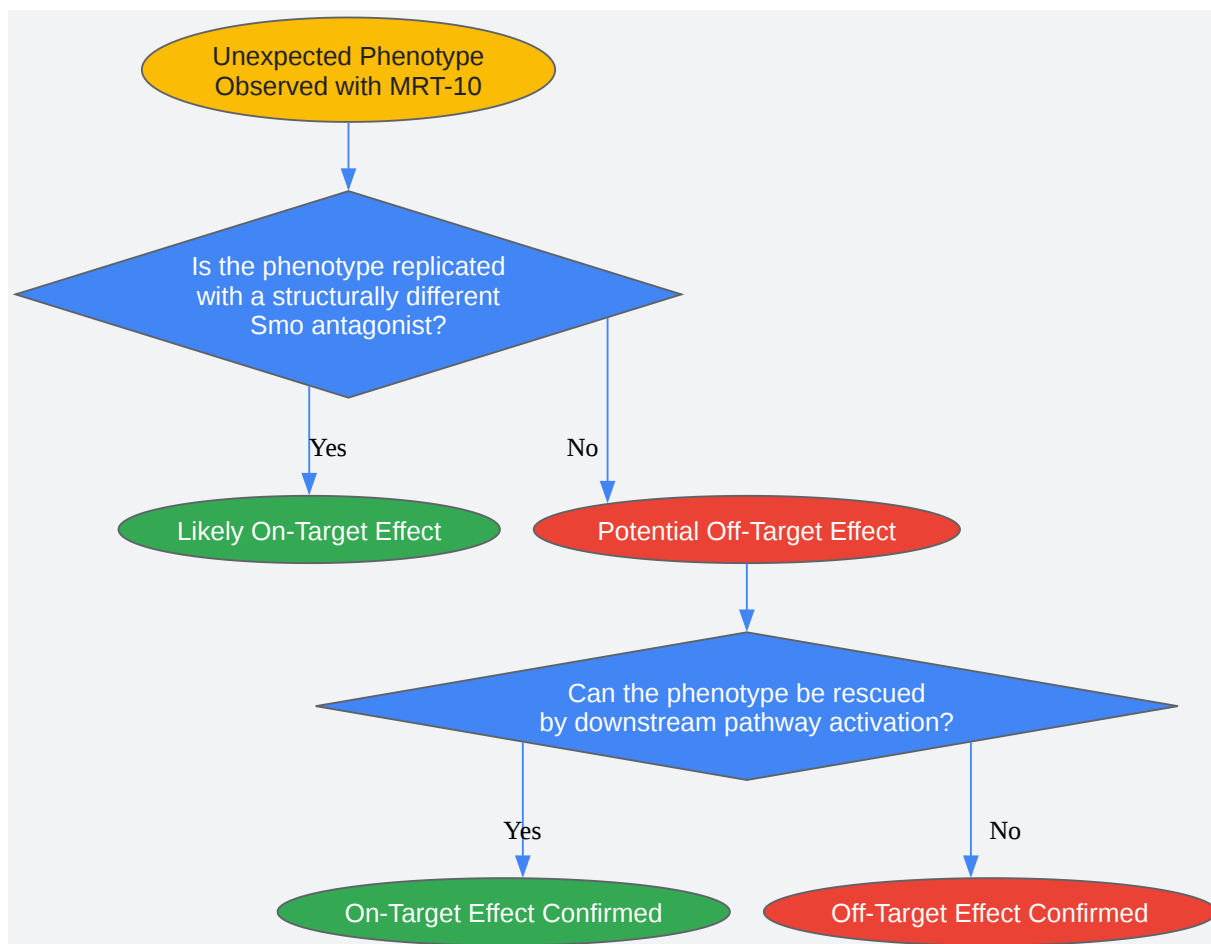 Unexpected Phenotype
Observed with MRT-10
Is the phenotype replicated
with a structurally different
Smo antagonist?
Yes
No
Likely On-Target Effect
Potential Off-Target Effect
Can the phenotype be rescued
by downstream pathway activation?
Yes
No
On-Target Effect Confirmed
Off-Target Effect Confirmed